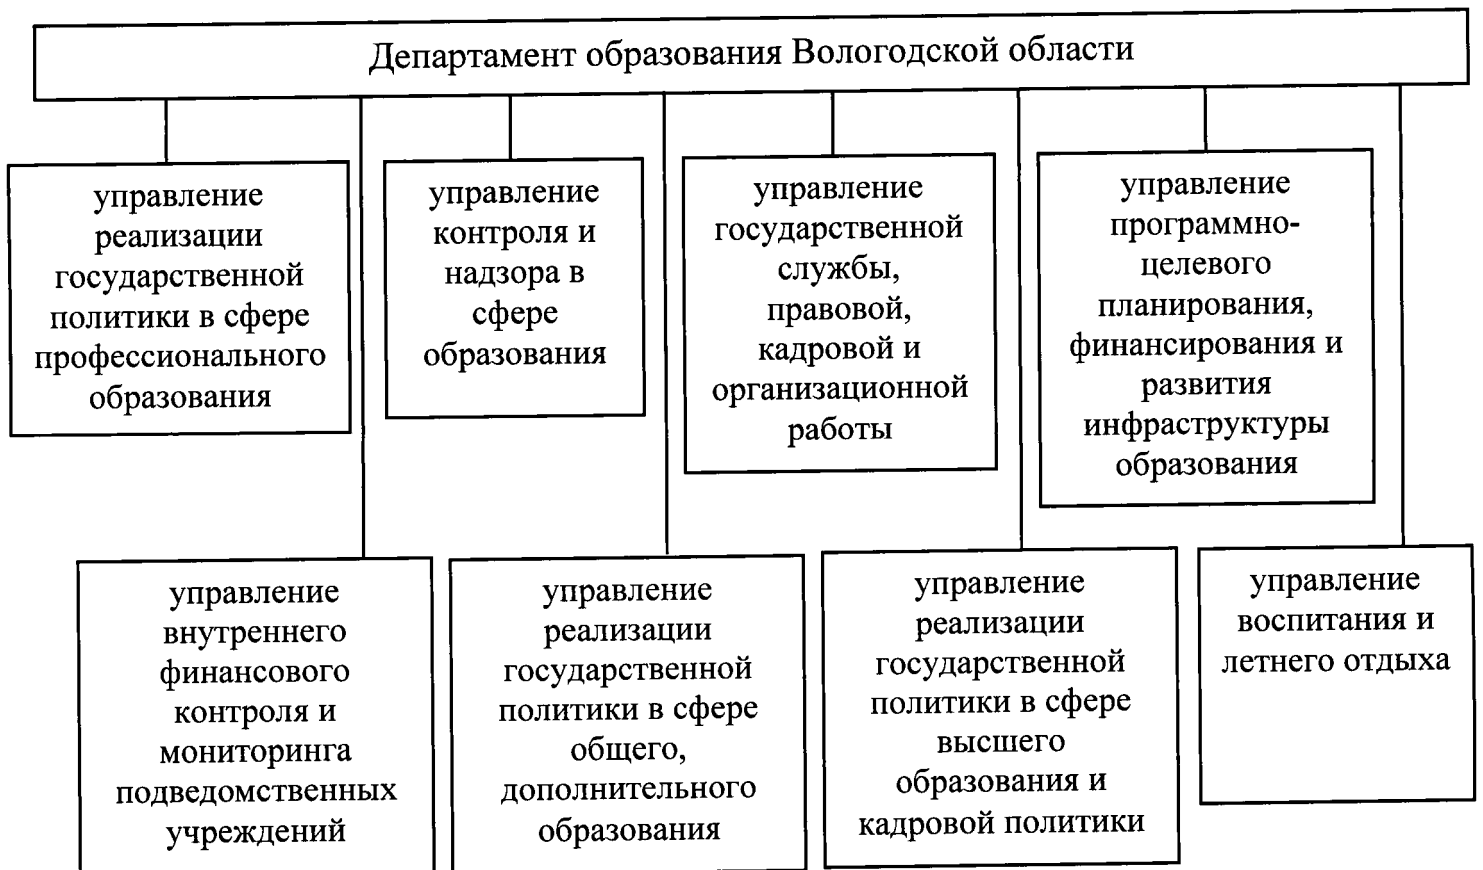 Департамент образования Вологодской области
управление
реализации
государственной
политики в сфере
профессионального
образования
управление
контроля и
надзора в
сфере
образования
управление
государственной
службы,
правовой,
кадровой и
организационной
работы
управление
программно-
целевого
планирования,
финансирования и
развития
инфраструктуры
образования
управление
внутреннего
финансового
контроля и
мониторинга
подведомственных
учреждений
управление
реализации
государственной
политики в сфере
общего,
дополнительного
образования
управление
реализации
государственной
политики в сфере
высшего
образования и
кадровой политики
управление
воспитания и
летнего отдыха